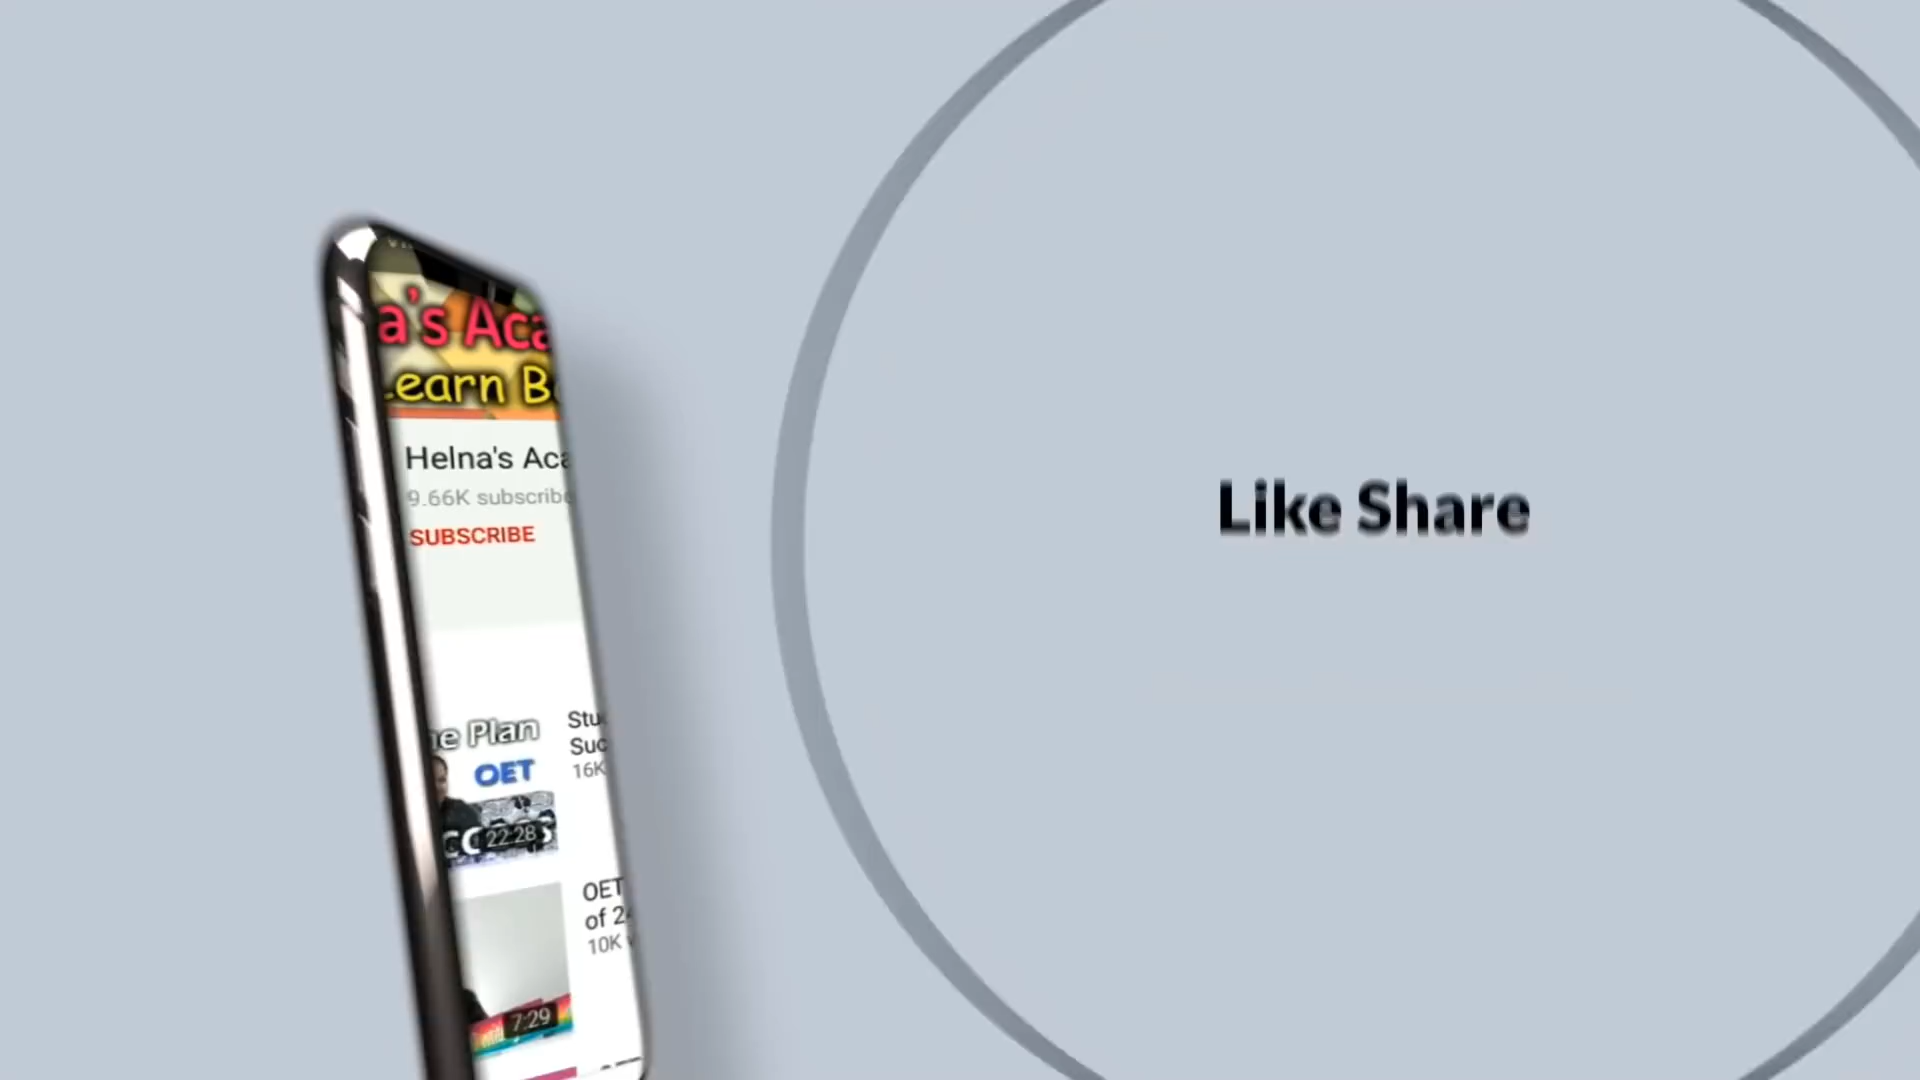 a's Aca
earn B
Helna's Aca
9.66K subscribe
SUBSCRIBE
e Plan
OET
22:28
Stu
Suc
16K
OET
of 2
10K
7:29
Like Share